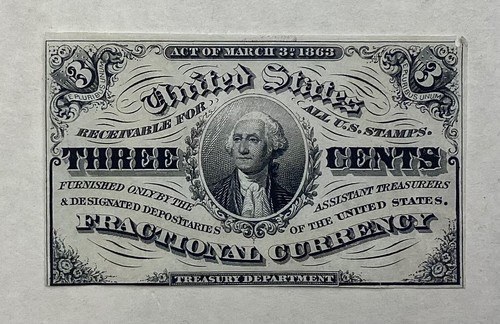 ACT OF MARCH 3RD 1863
3 3
E PLURIBUS UNUM E PLURIBUS UNUM
United States
RECEIVABLE FOR ALL U.S. STAMPS.
THREE CENTS
FURNISHED ONLY BY THE ASSISTANT TREASURERS
& DESIGNATED DEPOSITARIES OF THE UNITED STATES.
FRACTIONAL CURRENCY
TREASURY DEPARTMENT